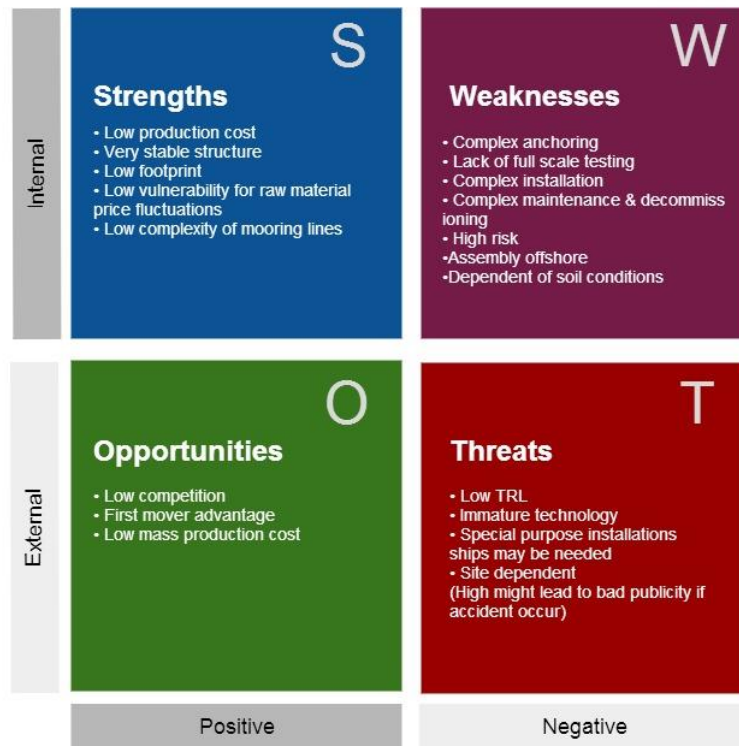 Internal
S
Strengths
• Low production cost
• Very stable structure
• Low footprint
• Low vulnerability for raw material
price fluctuations
• Low complexity of mooring lines
W
Weaknesses
• Complex anchoring
• Lack of full scale testing
• Complex installation
• Complex maintenance & decommiss
ioning
• High risk
•Assembly offshore
•Dependent of soil conditions
External
O
Opportunities
• Low competition
• First mover advantage
• Low mass production cost
T
Threats
• Low TRL
• Immature technology
• Special purpose installations
ships may be needed
• Site dependent
(High might lead to bad publicity if
accident occur)
Positive
Negative